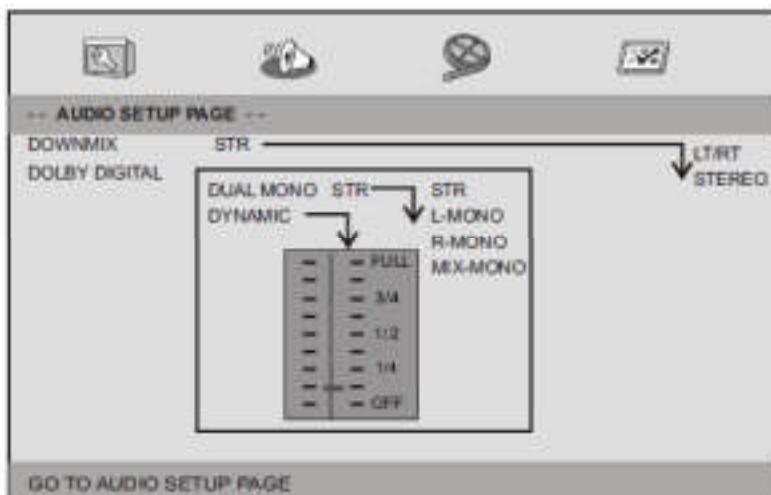 -- AUDIO SETUP PAGE --
DOWNMIX STR LT/RT
STEREO
DOLBY DIGITAL
DUAL MONO STR STR
DYNAMIC L-MONO
R-MONO
MIX-MONO
FULL
3/4
1/2
1/4
OFF
GO TO AUDIO SETUP PAGE